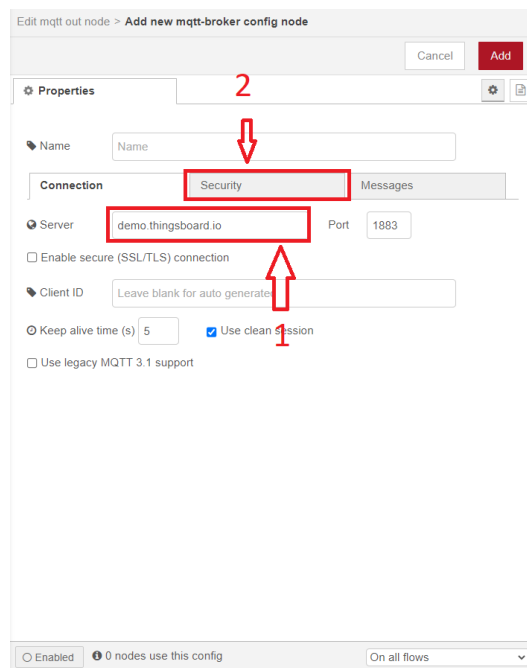 Edit mqtt out node > Add new mqtt-broker config node
Cancel Add
Properties
2
Name Name
Connection Security Messages
Server demo.thingsboard.io Port 1883
Enable secure (SSL/TLS) connection
Client ID Leave blank for auto generated
Keep alive time (s) 5 Use clean session
1
Use legacy MQTT 3.1 support
Enabled 0 nodes use this config On all flows